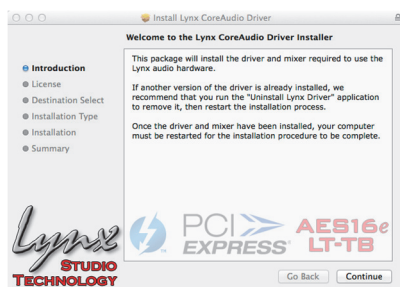 Install Lynx CoreAudio Driver
Welcome to the Lynx CoreAudio Driver Installer
Introduction
License
Destination Select
Installation Type
Installation
Summary
This package will install the driver and mixer required to use the
Lynx audio hardware.
If another version of the driver is already installed, we
recommend that you run the "Uninstall Lynx Driver" application
to remove it, then restart the installation process.
Once the driver and mixer have been installed, your computer
must be restarted for the installation procedure to be complete.
Lynx
STUDIO
TECHNOLOGY
PCI
EXPRESS
AES16e
LT-TB
Go Back
Continue